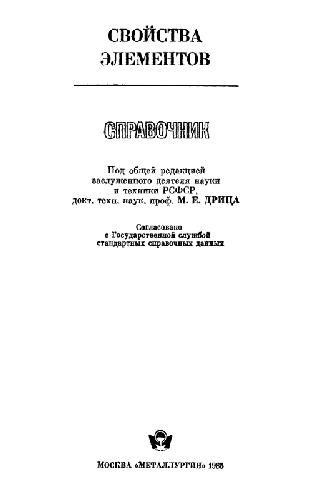 СВОЙСТВА
ЭЛЕМЕНТОВ
СПРАВОЧНИК
Под общей редакцией
заслуженного деятеля науки
и техники РСФСР,
докт. техн. наук, проф. М. Е. ДРИЦА
Согласовано
с Государственной службой
стандартных справочных данных
МОСКВА «МЕТАЛЛУРГИЯ» 1985